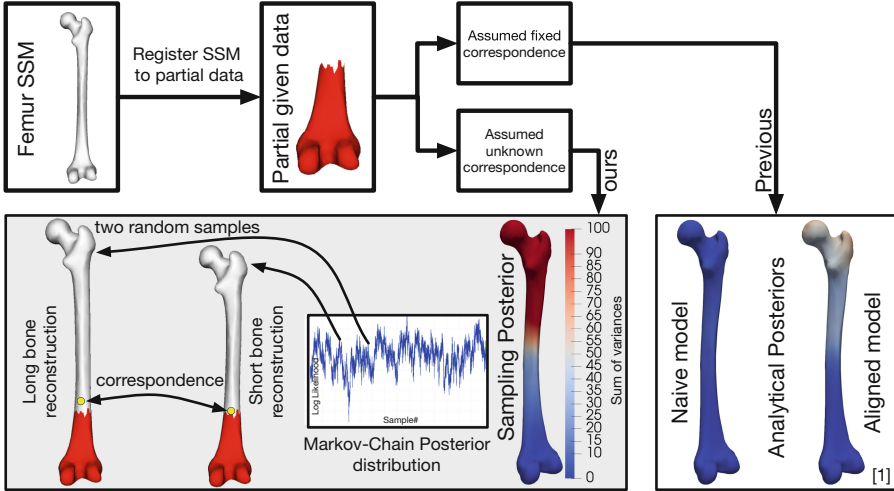 Femur SSM
Register SSM
to partial data
Partial given data
Assumed fixed
correspondence
Assumed
unknown
correspondence
ours
Previous
two random samples
Long bone
reconstruction
correspondence
Short bone
reconstruction
Log Likelihood
Sample#
Markov-Chain Posterior
distribution
Sampling Posterior
100
90
85
80
75
70
65
60
55
50
45
40
35
30
25
20
15
10
0
Sum of variances
Naive model
Analytical Posteriors
Aligned model
[1]